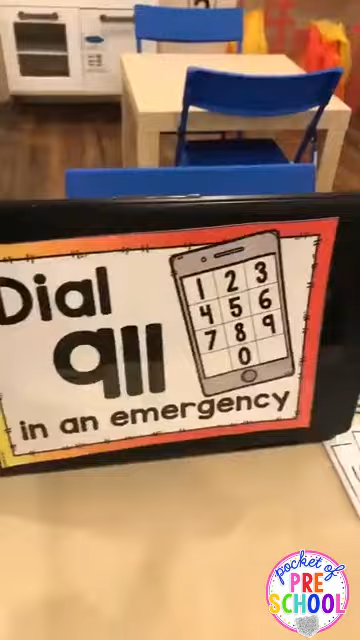 Dial
911
in an emergency
1 2 3
4 5 6
7 8 9
0
pocket of
PRE
SCHOOL